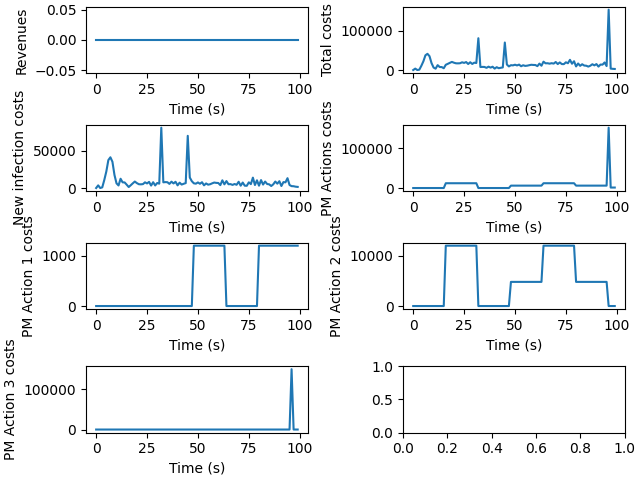 Revenues
0.05
0.00
−0.05
0 25 50 75 100
Time (s)
Total costs
100000
0
0 25 50 75 100
Time (s)
New infection costs
50000
0
0 25 50 75 100
Time (s)
PM Actions costs
100000
0
0 25 50 75 100
Time (s)
PM Action 1 costs
1000
0
0 25 50 75 100
Time (s)
PM Action 2 costs
10000
0
0 25 50 75 100
Time (s)
PM Action 3 costs
100000
0
0 25 50 75 100
Time (s)
1.0
0.5
0.0
0.0 0.2 0.4 0.6 0.8 1.0